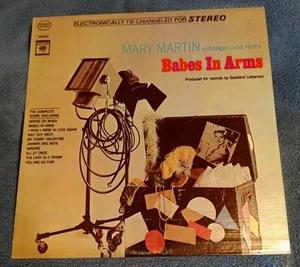 ELECTRONICALLY RE-CHANNELED FOR STEREO
MARY MARTIN in Rodgers and Hart's
Babes In Arms
Produced for records by Goddard Lieberson
THE COMPLETE
SCORE INCLUDING
WHERE OR WHEN
BABES IN ARMS
I WISH I WERE IN LOVE AGAIN
WAY OUT WEST
MY FUNNY VALENTINE
JOHNNY ONE NOTE
IMAGINE
ALL AT ONCE
THE LADY IS A TRAMP
YOU ARE SO FAIR